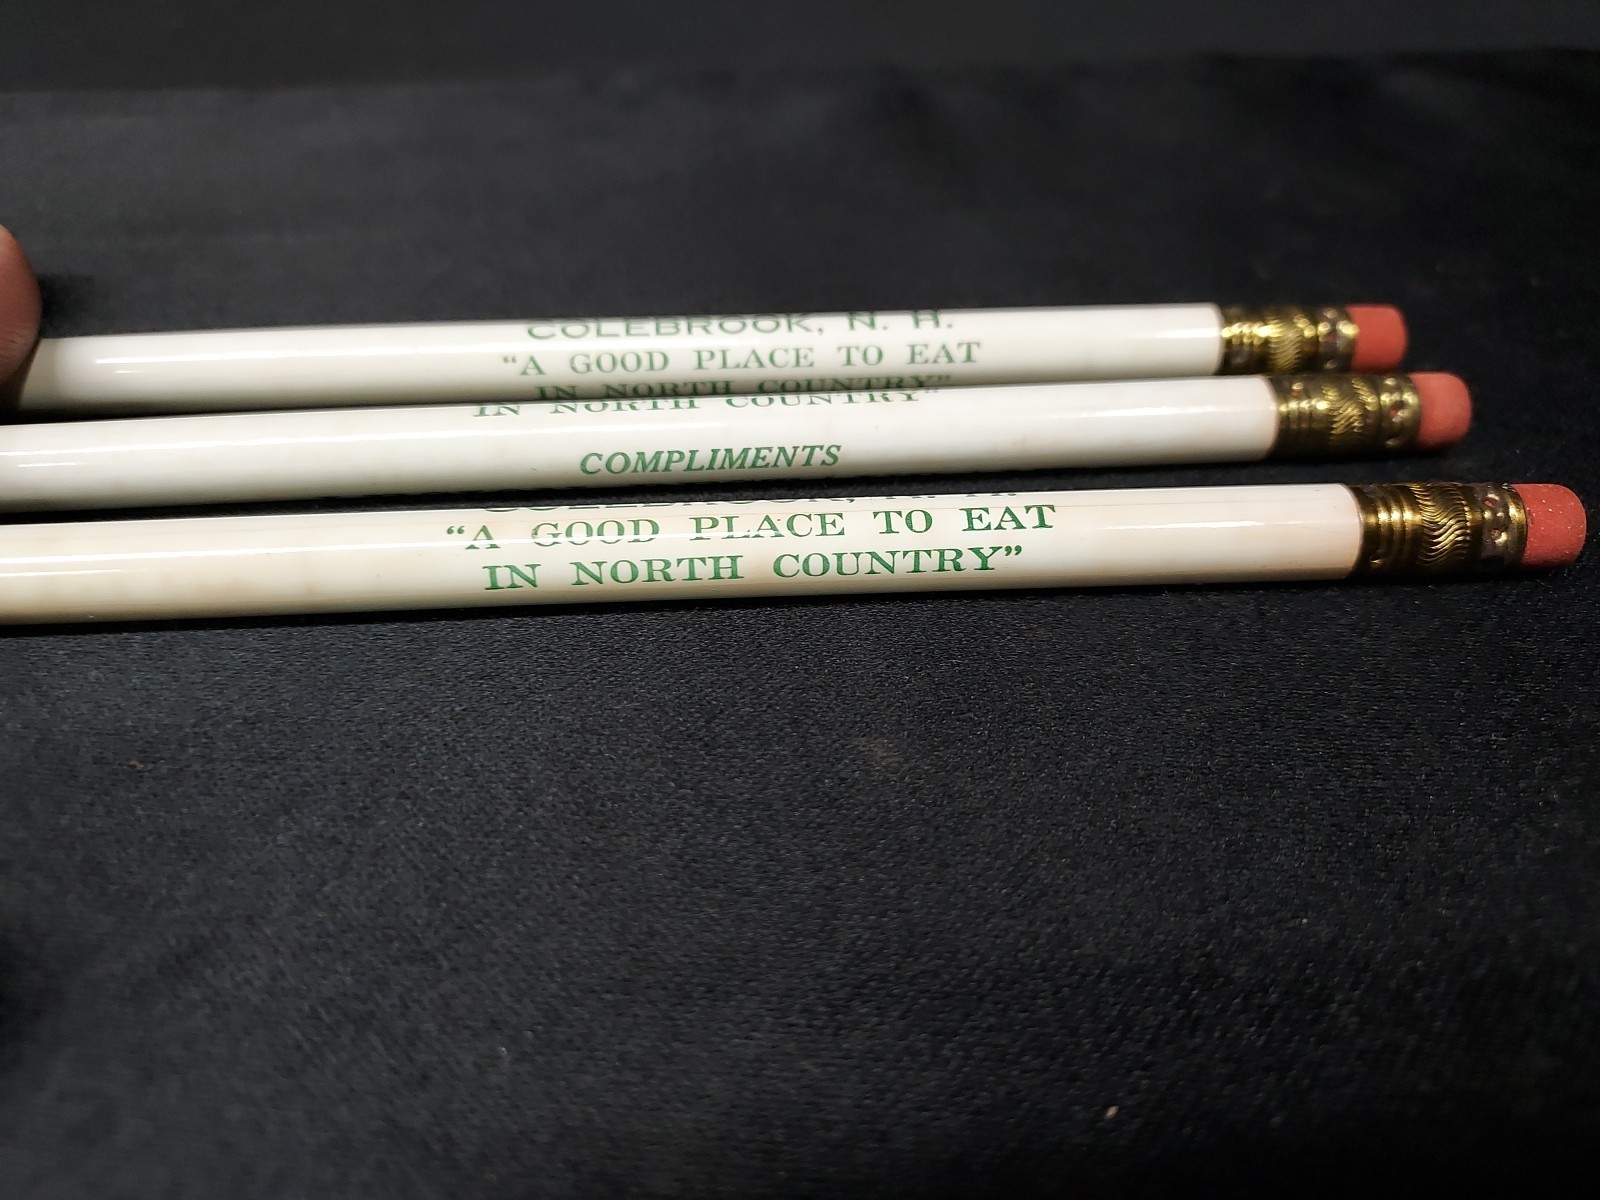 COLEBROOK, N. H.
“A GOOD PLACE TO EAT
IN NORTH COUNTRY”
IN NORTH COUNTRY”
COMPLIMENTS
COLEBROOK, N. H.
“A GOOD PLACE TO EAT
IN NORTH COUNTRY”